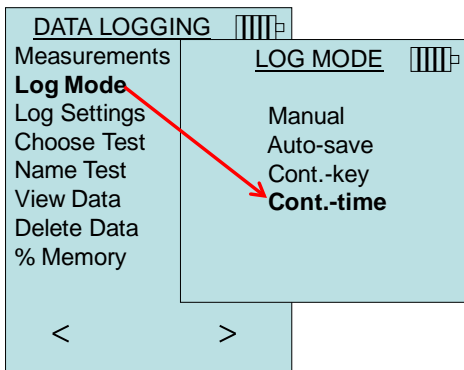 DATA LOGGING
Measurements
Log Mode
Log Settings
Choose Test
Name Test
View Data
Delete Data
% Memory
< >
LOG MODE
Manual
Auto-save
Cont.-key
Cont.-time